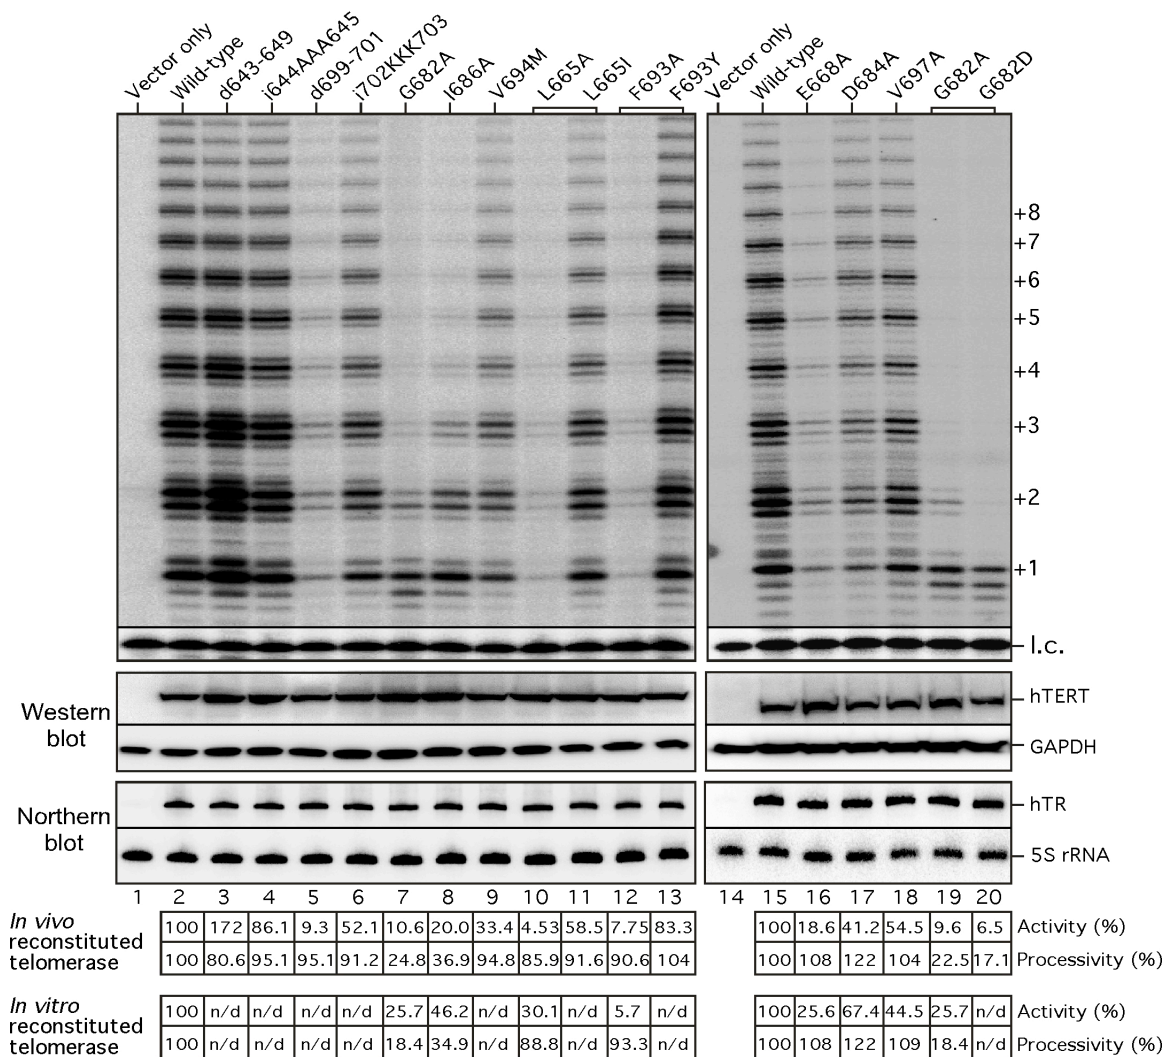 Vector only Wild-type d643-649 i644AAA645 d699-701 i702KKK703 G682A I686A V694M L665A L665I F693A F693Y Vector only Wild-type E668A D684A V697A G682A G682D
+8
+7
+6
+5
+4
+3
+2
+1
l.c.
Western
blot
hTERT
GAPDH
Northern
blot
hTR
5S rRNA
1 2 3 4 5 6 7 8 9 10 11 12 13 14 15 16 17 18 19 20
In vivo
reconstituted
telomerase
100 172 86.1 9.3 52.1 10.6 20.0 33.4 4.53 58.5 7.75 83.3 100 18.6 41.2 54.5 9.6 6.5 Activity (%)
100 80.6 95.1 95.1 91.2 24.8 36.9 94.8 85.9 91.6 90.6 104 100 108 122 104 22.5 17.1 Processivity (%)
In vitro
reconstituted
telomerase
100 n/d n/d n/d n/d 25.7 46.2 n/d 30.1 n/d 5.7 n/d 100 25.6 67.4 44.5 25.7 n/d Activity (%)
100 n/d n/d n/d n/d 18.4 34.9 n/d 88.8 n/d 93.3 n/d 100 108 122 109 18.4 n/d Processivity (%)